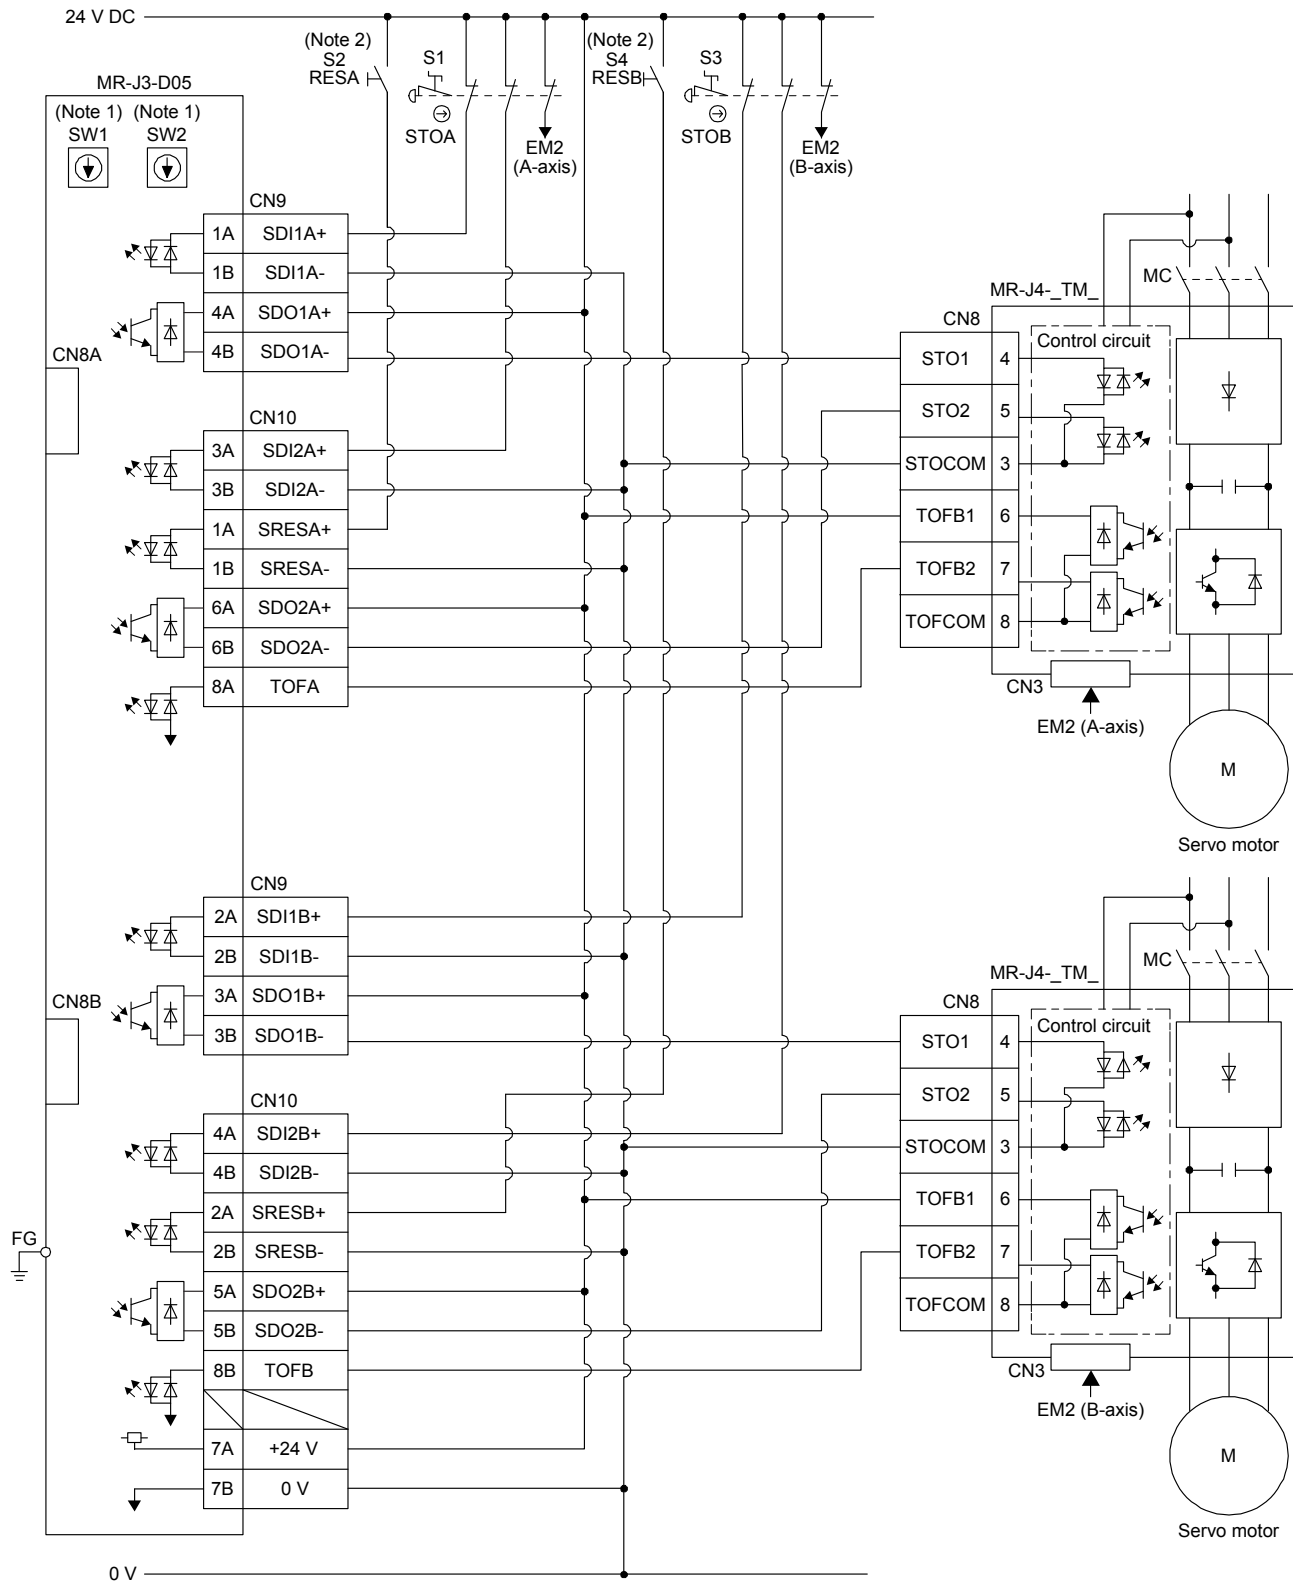 24 V DC
(Note 2)
S2
RESA
S1
STOA
EM2
(A-axis)
(Note 2)
S4
RESB
S3
STOB
EM2
(B-axis)
MR-J3-D05
(Note 1) (Note 1)
SW1 SW2
CN9
1A SDI1A+
1B SDI1A-
4A SDO1A+
4B SDO1A-
CN8A
CN10
3A SDI2A+
3B SDI2A-
1A SRESA+
1B SRESA-
6A SDO2A+
6B SDO2A-
8A TOFA
MC
MR-J4-_TM_
CN8
Control circuit
STO1 4
STO2 5
STOCOM 3
TOFB1 6
TOFB2 7
TOFCOM 8
CN3
EM2 (A-axis)
M
Servo motor
CN9
2A SDI1B+
2B SDI1B-
3A SDO1B+
3B SDO1B-
CN8B
CN10
4A SDI2B+
4B SDI2B-
2A SRESB+
2B SRESB-
5A SDO2B+
5B SDO2B-
8B TOFB
7A +24 V
7B 0 V
FG
MC
MR-J4-_TM_
CN8
Control circuit
STO1 4
STO2 5
STOCOM 3
TOFB1 6
TOFB2 7
TOFCOM 8
CN3
EM2 (B-axis)
M
Servo motor
0 V